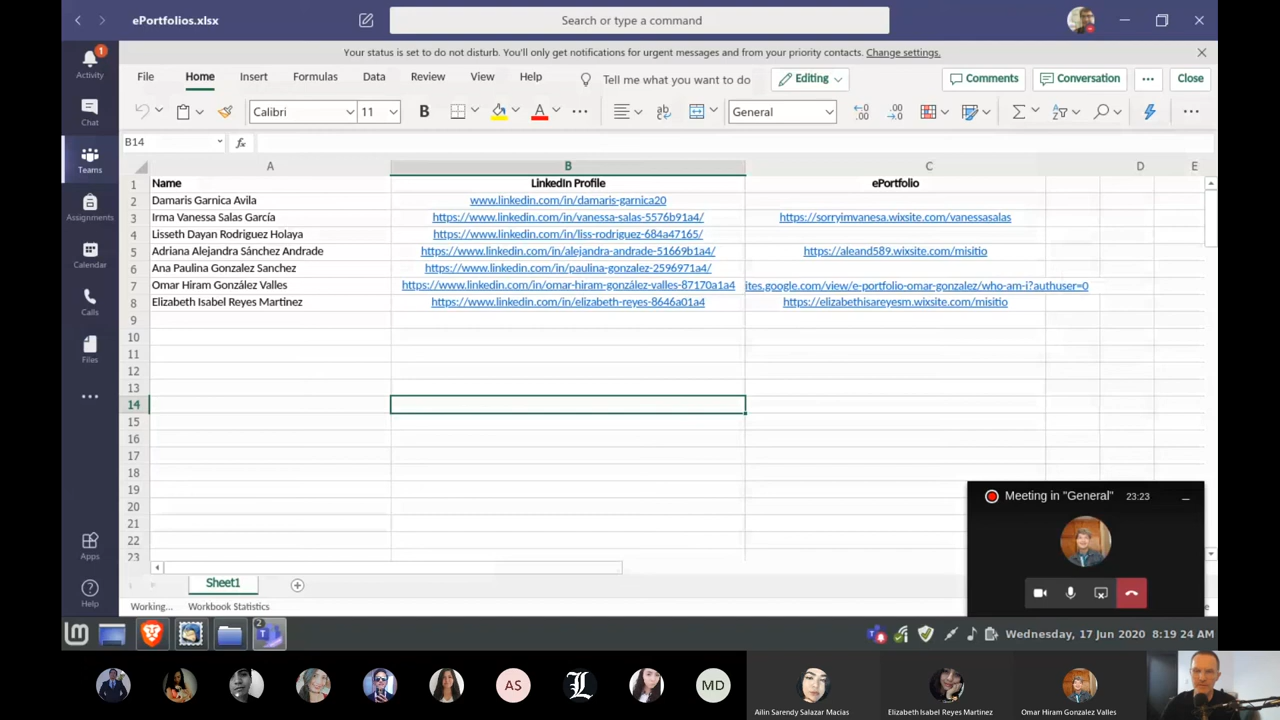 ePortfolios.xlsx
Search or type a command
Your status is set to do not disturb. You'll only get notifications for urgent messages and from your priority contacts. Change settings.
1
Activity
Chat
Teams
Assignments
Calendar
Calls
Files
Apps
Help
File Home Insert Formulas Data Review View Help Tell me what you want to do Editing Comments Conversation Close
Calibri 11 B A General
B14 fx
A B C D E
1 Name LinkedIn Profile ePortfolio
2 Damaris Garnica Avila www.linkedin.com/in/damaris-garnica20
3 Irma Vanessa Salas García https://www.linkedin.com/in/vanessa-salas-5576b91a4/ https://sorryimvanesa.wixsite.com/vanessasalas
4 Lisseth Dayan Rodriguez Holaya https://www.linkedin.com/in/liss-rodriguez-684a47165/
5 Adriana Alejandra Sánchez Andrade https://www.linkedin.com/in/alejandra-andrade-51669b1a4/ https://aleand589.wixsite.com/misitio
6 Ana Paulina Gonzalez Sanchez https://www.linkedin.com/in/paulina-gonzalez-2596971a4/
7 Omar Hiram González Valles https://www.linkedin.com/in/omar-hiram-gonzález-valles-87170a1a4 ites.google.com/view/e-portfolio-omar-gonzalez/who-am-i?authuser=0
8 Elizabeth Isabel Reyes Martinez https://www.linkedin.com/in/elizabeth-reyes-8646a01a4 https://elizabethisareyesm.wixsite.com/misitio
9
10
11
12
13
14
15
16
17
18
19
20
21
22
23
Meeting in "General" 23:23
Sheet1
Working... Workbook Statistics
2
Wednesday, 17 Jun 2020 8:19:24 AM
AS
L
MD
Ailin Sarendy Salazar Macias
Elizabeth Isabel Reyes Martinez
Omar Hiram Gonzalez Valles